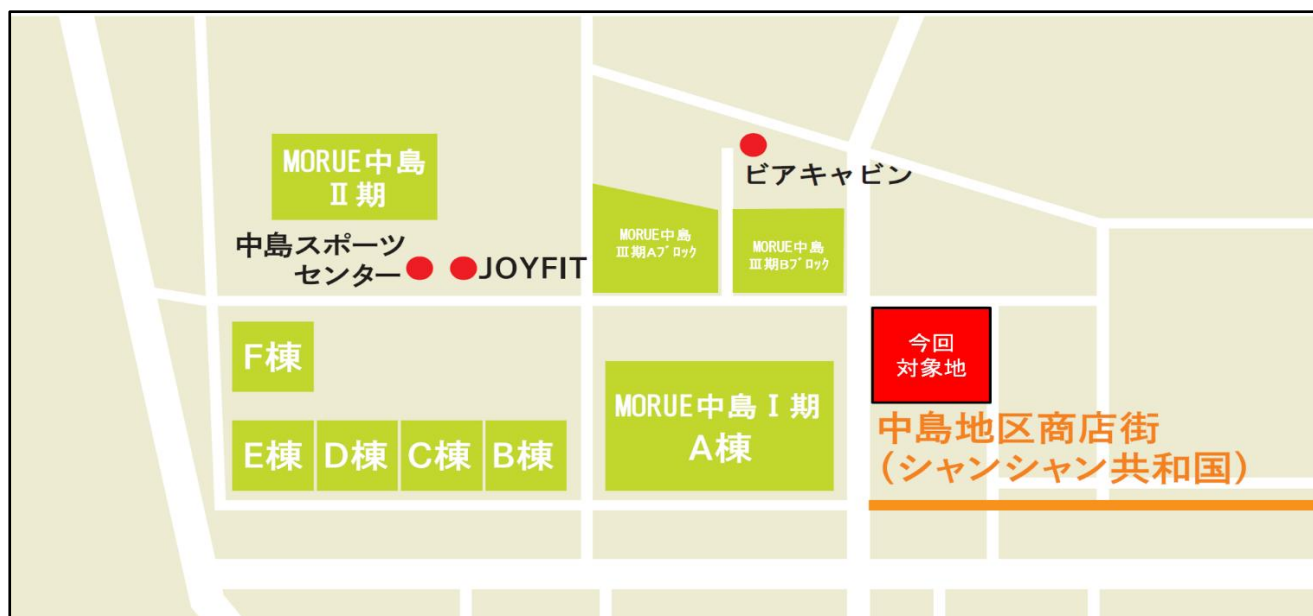 MORUE中島
Ⅱ期
ビアキャビン
中島スポーツ
センター
JOYFIT
MORUE中島
Ⅲ期Aブロック
MORUE中島
Ⅲ期Bブロック
F棟
今回
対象地
MORUE中島Ⅰ期
A棟
E棟
D棟
C棟
B棟
中島地区商店街
(シャンシャン共和国)